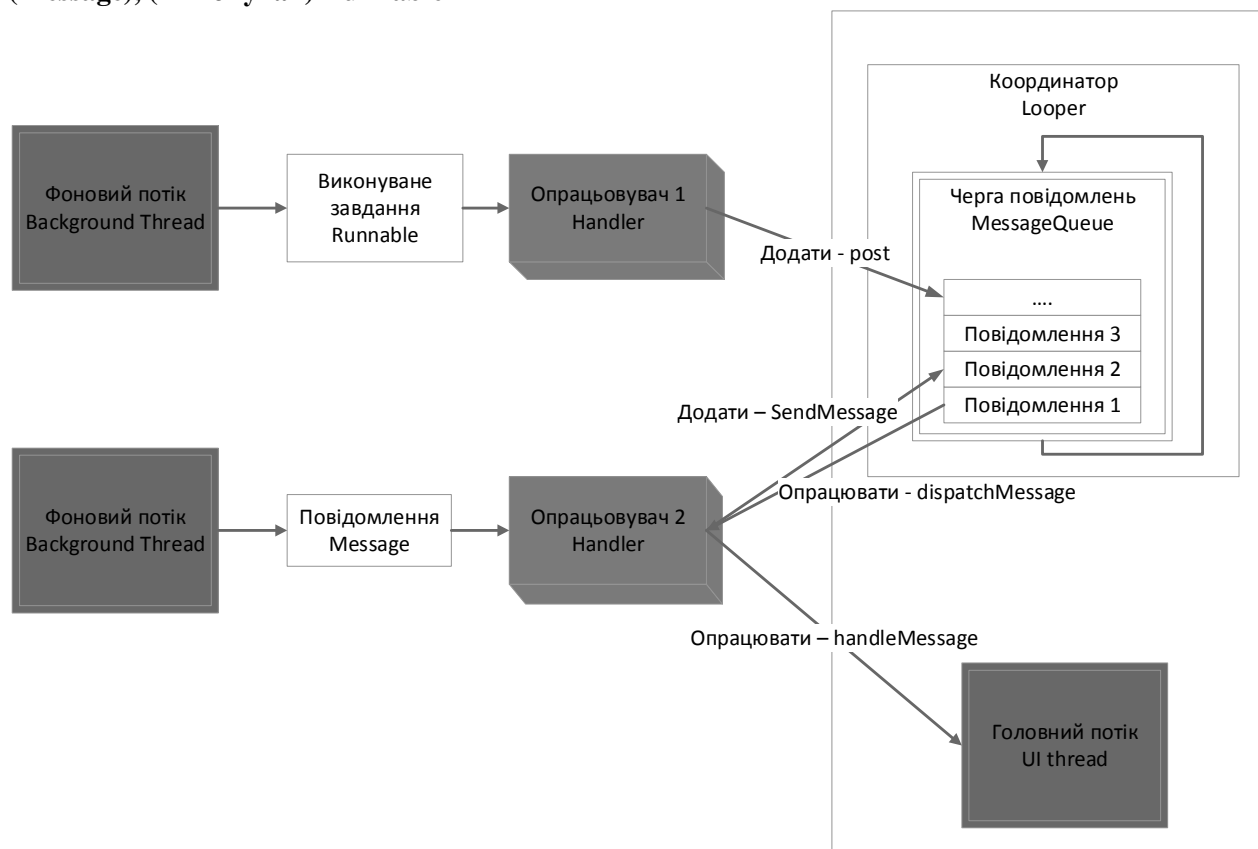 Координатор
Looper
Фоновий потік
Background Thread
Виконуване
завдання
Runnable
Опрацьовувач 1
Handler
Черга повідомлень
MessageQueue
Додати - post
....
Повідомлення 3
Повідомлення 2
Повідомлення 1
Додати – SendMessage
Опрацювати - dispatchMessage
Фоновий потік
Background Thread
Повідомлення
Message
Опрацьовувач 2
Handler
Опрацювати – handleMessage
Головний потік
UI thread